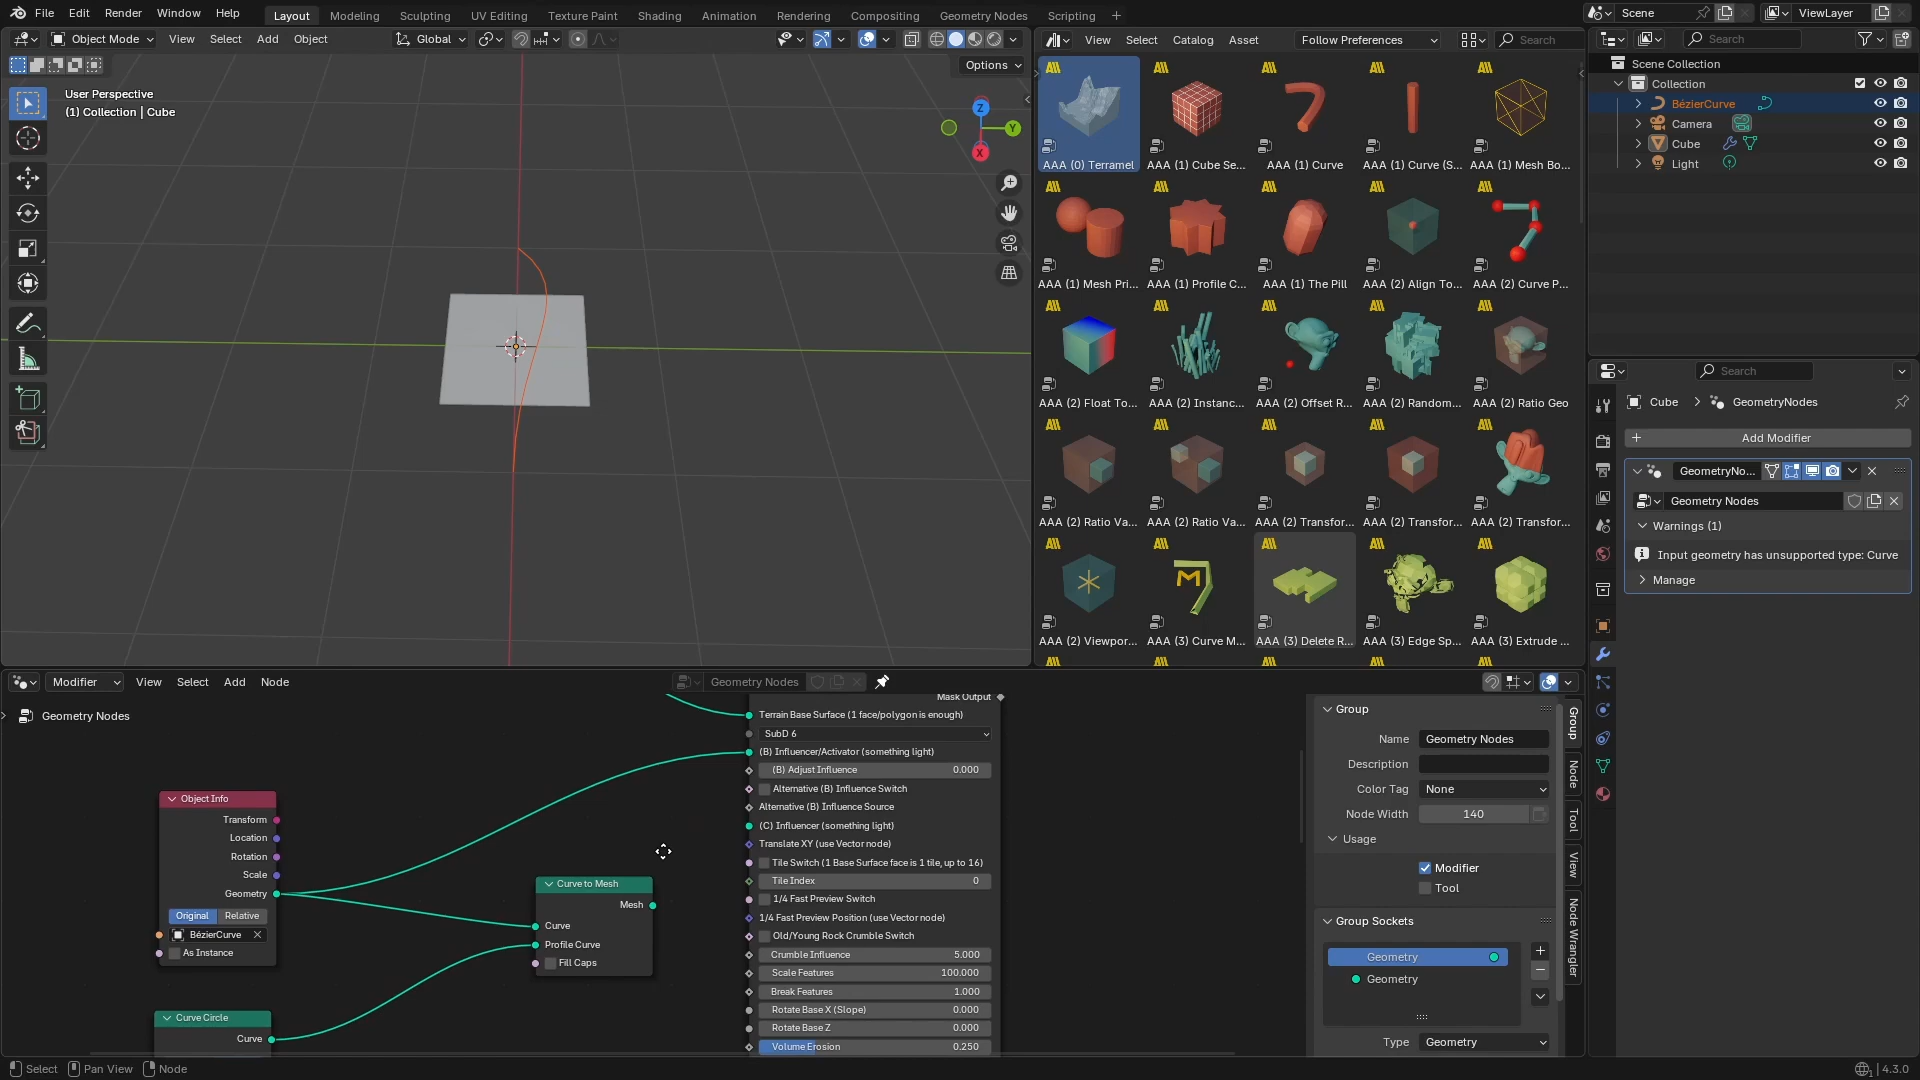 File Edit Render Window Help Layout Modeling Sculpting UV Editing Texture Paint Shading Animation Rendering Compositing Geometry Nodes Scripting Scene ViewLayer
Object Mode View Select Add Object Global
View Select Catalog Asset Follow Preferences Search
Search
Options
User Perspective
(1) Collection | Cube
Z
Y
X
AAA (0) Terramel AAA (1) Cube Se... AAA (1) Curve AAA (1) Curve (S... AAA (1) Mesh Bo...
AAA (1) Mesh Pri... AAA (1) Profile C... AAA (1) The Pill AAA (2) Align To... AAA (2) Curve P...
AAA (2) Float To... AAA (2) Instanc... AAA (2) Offset R... AAA (2) Random... AAA (2) Ratio Geo
AAA (2) Ratio Va... AAA (2) Ratio Va... AAA (2) Transfor... AAA (2) Transfor... AAA (2) Transfor...
M
AAA (2) Viewpor... AAA (3) Curve M... AAA (3) Delete R... AAA (3) Edge Sp... AAA (3) Extrude ...
Scene Collection
Collection
BézierCurve
Camera
Cube
Light
Search
Cube GeometryNodes
Add Modifier
GeometryNo...
Geometry Nodes
Warnings (1)
Input geometry has unsupported type: Curve
Manage
Modifier View Select Add Node Geometry Nodes
Geometry Nodes
Object Info
Transform
Location
Rotation
Scale
Geometry
Original Relative
BézierCurve
As Instance
Curve Circle
Curve
Curve to Mesh
Mesh
Curve
Profile Curve
Fill Caps
Mask Output
Terrain Base Surface (1 face/polygon is enough)
SubD 6
(B) Influencer/Activator (something light)
(B) Adjust Influence 0.000
Alternative (B) Influence Switch
Alternative (B) Influence Source
(C) Influencer (something light)
Translate XY (use Vector node)
Tile Switch (1 Base Surface face is 1 tile, up to 16)
Tile Index 0
1/4 Fast Preview Switch
1/4 Fast Preview Position (use Vector node)
Old/Young Rock Crumble Switch
Crumble Influence 5.000
Scale Features 100.000
Break Features 1.000
Rotate Base X (Slope) 0.000
Rotate Base Z 0.000
Volume Erosion 0.250
Group
Name Geometry Nodes
Description
Color Tag None
Node Width 140
Usage
Modifier
Tool
Group Sockets
Geometry
Geometry
Type Geometry
Group
Node
Tool
View
Node Wrangler
Select Pan View Node 4.3.0